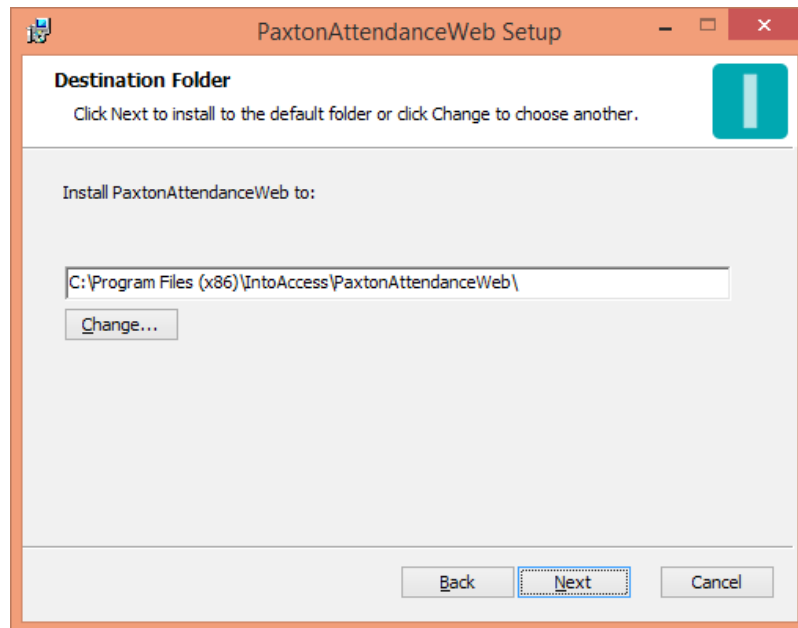 PaxtonAttendanceWeb Setup
Destination Folder
Click Next to install to the default folder or click Change to choose another.
Install PaxtonAttendanceWeb to:
C:\Program Files (x86)\IntoAccess\PaxtonAttendanceWeb\
Change...
Back Next Cancel